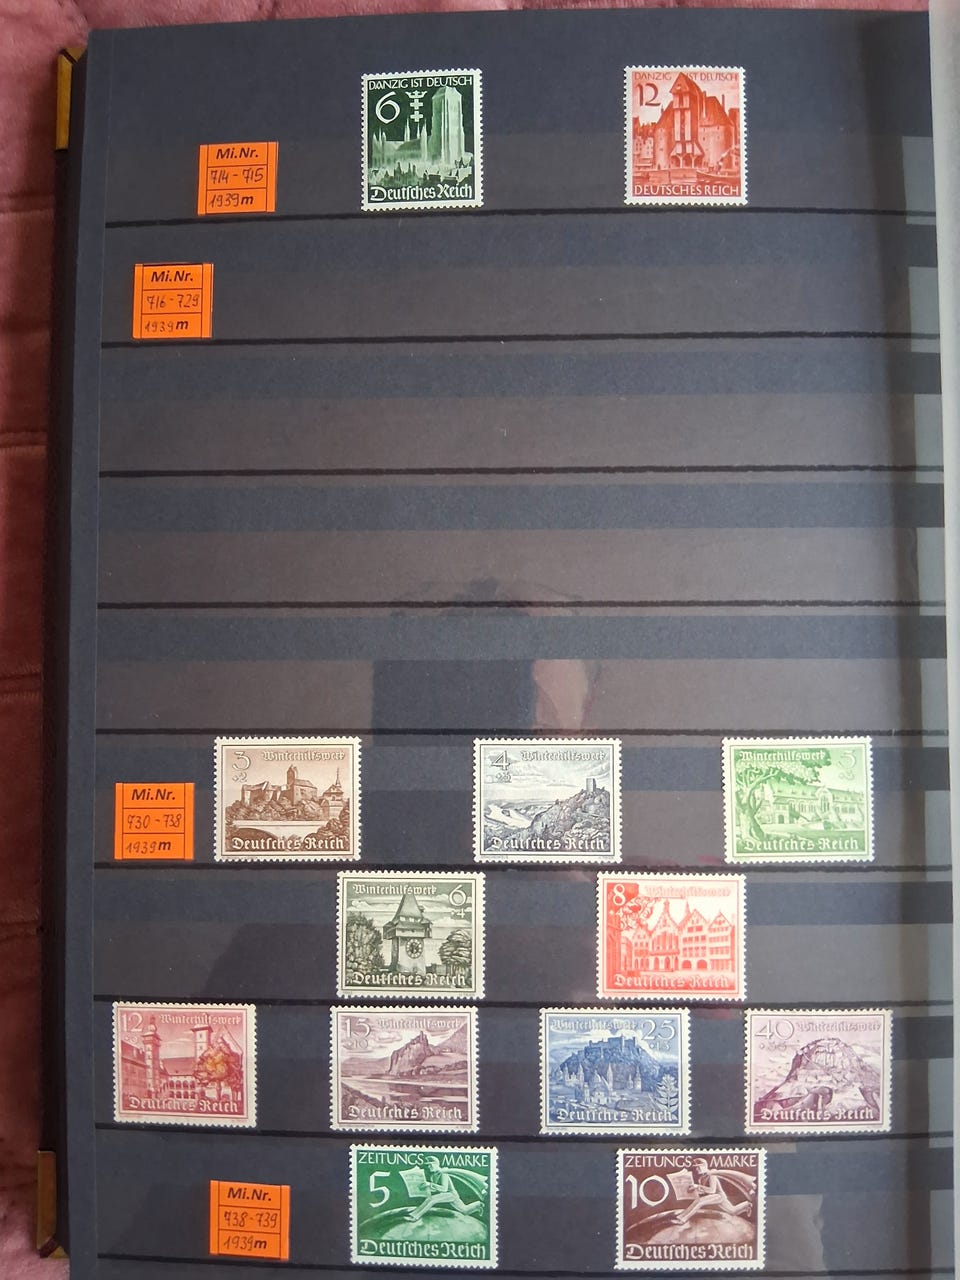 DANZIG IST DEUTSCH
6
Deutsches Reich
DANZIG IST DEUTSCH
12
DEUTSCHES REICH
Mi.Nr.
714-715
1939m
Mi.Nr.
716-729
1939m
Mi.Nr.
730-738
1939m
3
+2
Winterhilfswerk
Deutsches Reich
4
Winterhilfswerk
Deutsches Reich
Winterhilfswerk
5
Deutsches Reich
Winterhilfswerk
6
+4
Deutsches Reich
8
Winterhilfswerk
Deutsches Reich
12
Winterhilfswerk
Deutsches Reich
15
Winterhilfswerk
Deutsches Reich
Winterhilfswerk
25
Deutsches Reich
40
Winterhilfswerk
Deutsches Reich
Mi.Nr.
738-739
1939m
ZEITUNGS MARKE
5
Deutsches Reich
ZEITUNGS MARKE
10
Deutsches Reich